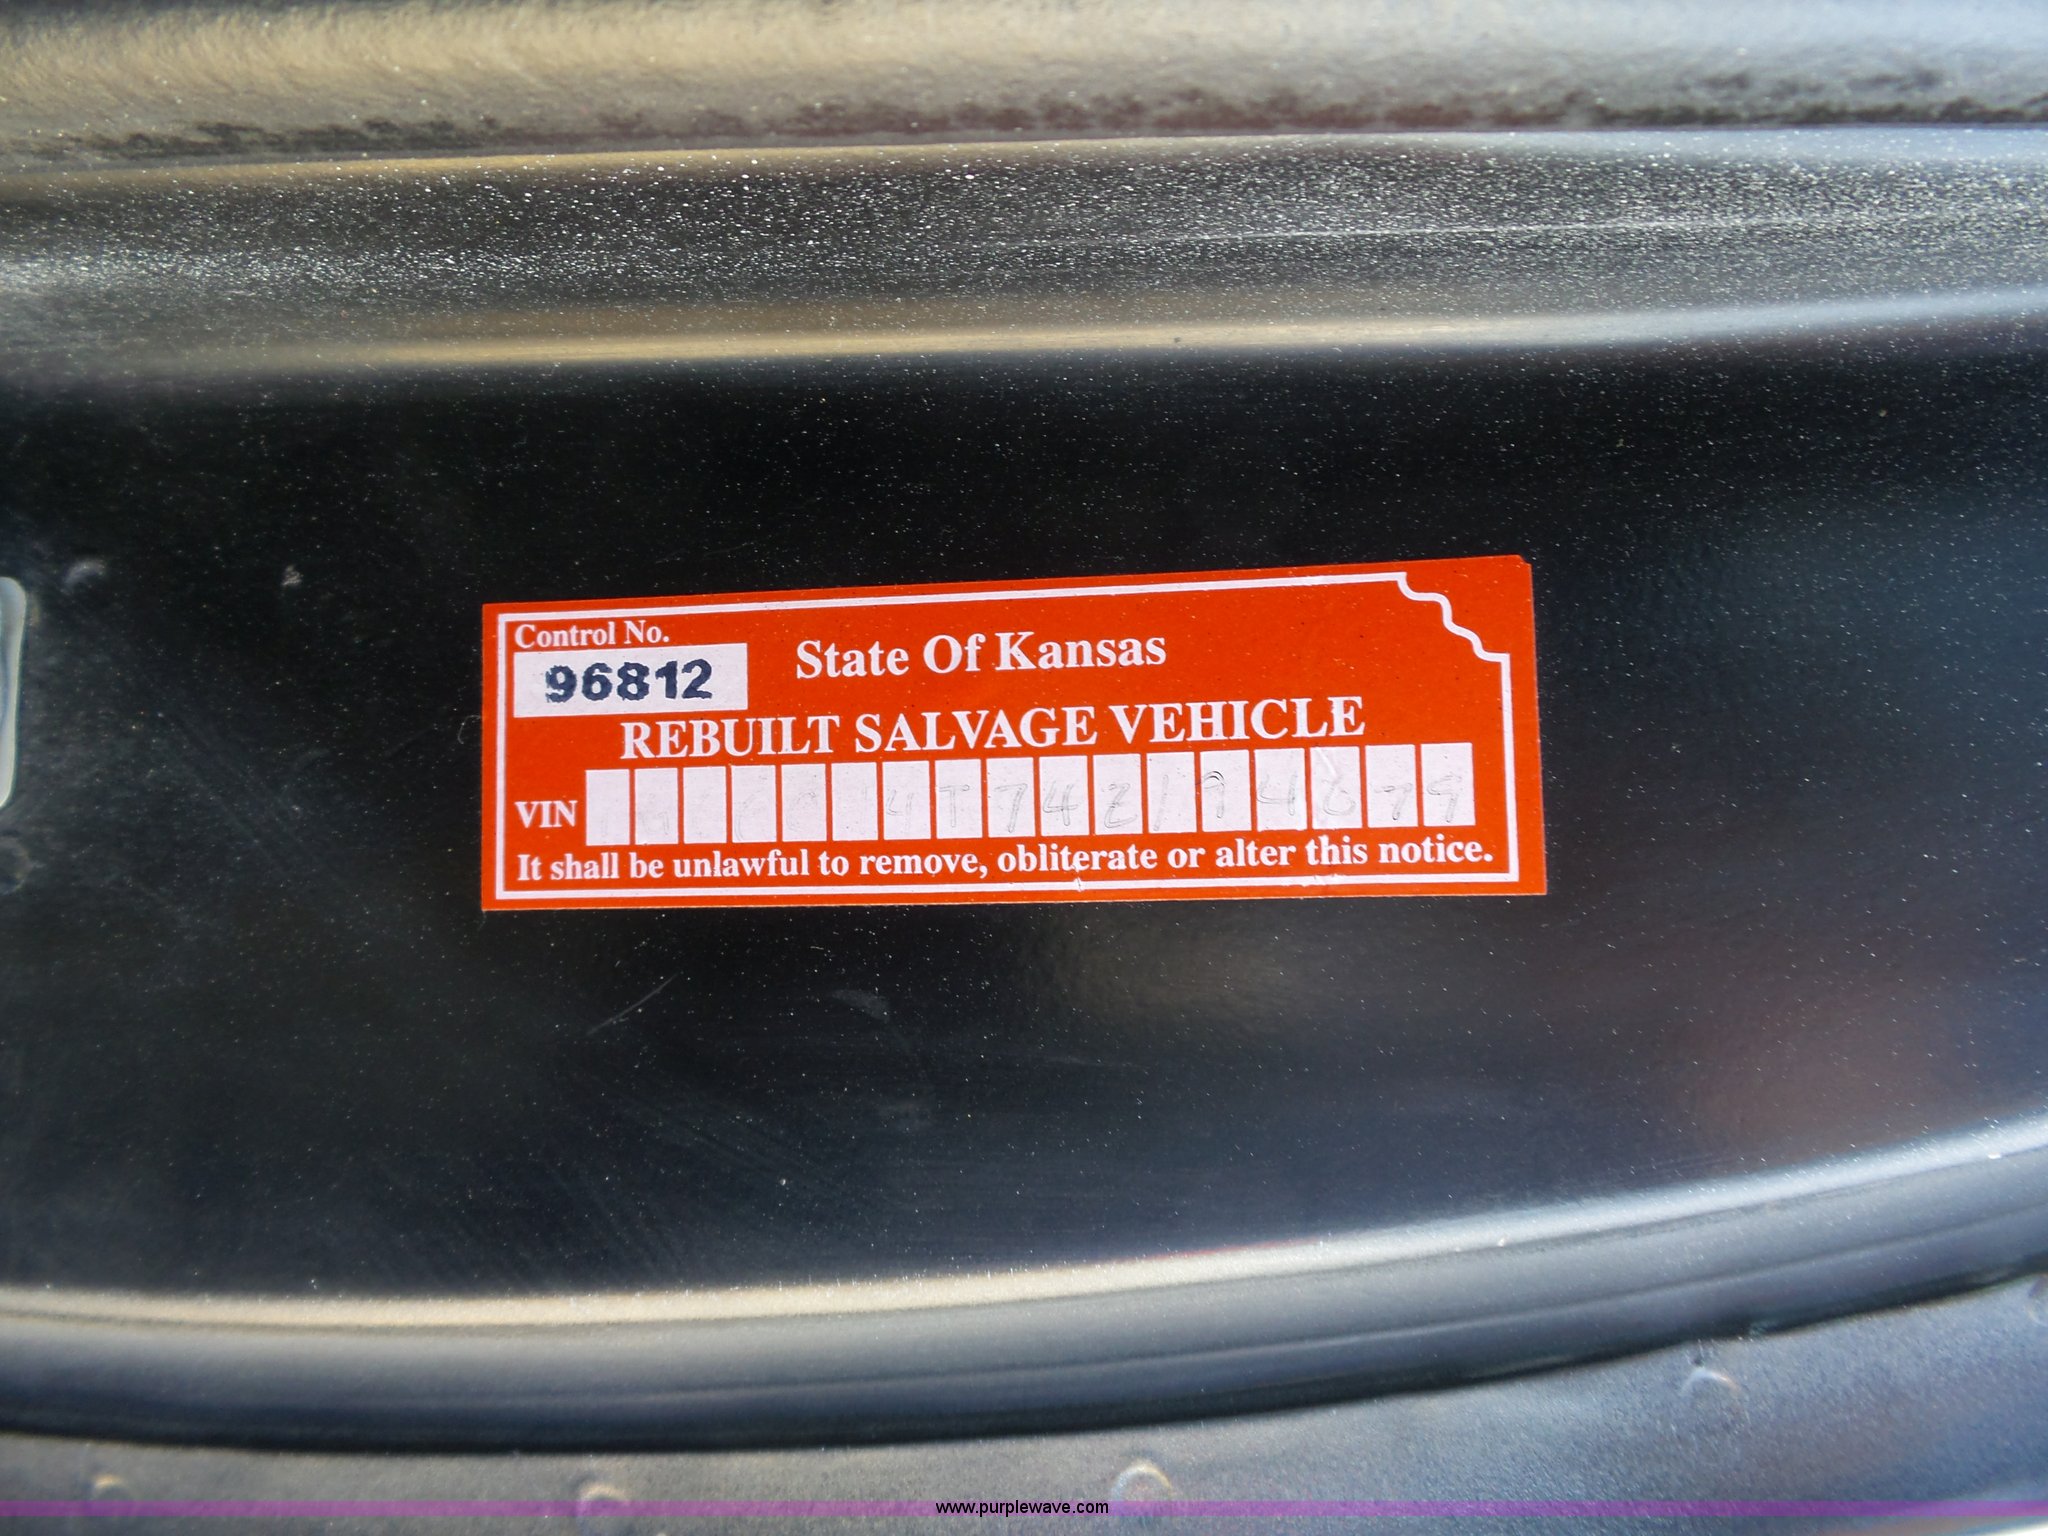 Control No.
96812
State Of Kansas
REBUILT SALVAGE VEHICLE
VIN
It shall be unlawful to remove, obliterate or alter this notice.
www.purplewave.com